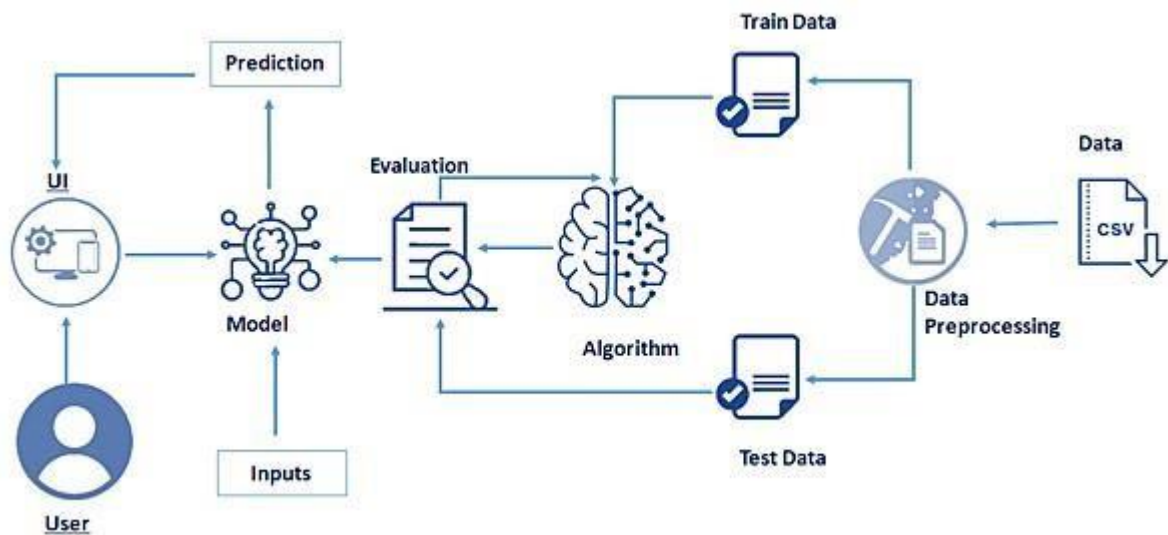 Train Data
Prediction
Data
Evaluation
UI
CSV
Model
Data
Preprocessing
Algorithm
Inputs
Test Data
User